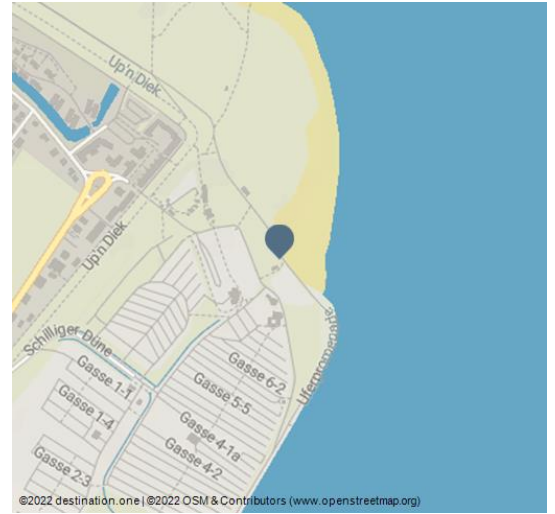 Up'n Diek
Up'n Diek
Schilliger Düne
Gasse 1-1
Gasse 1-4
Gasse 2-3
Gasse 6-2
Gasse 5-5
Gasse 4-1a
Gasse 4-2
Uferpromenade
©2022 destination.one | ©2022 OSM & Contributors (www.openstreetmap.org)